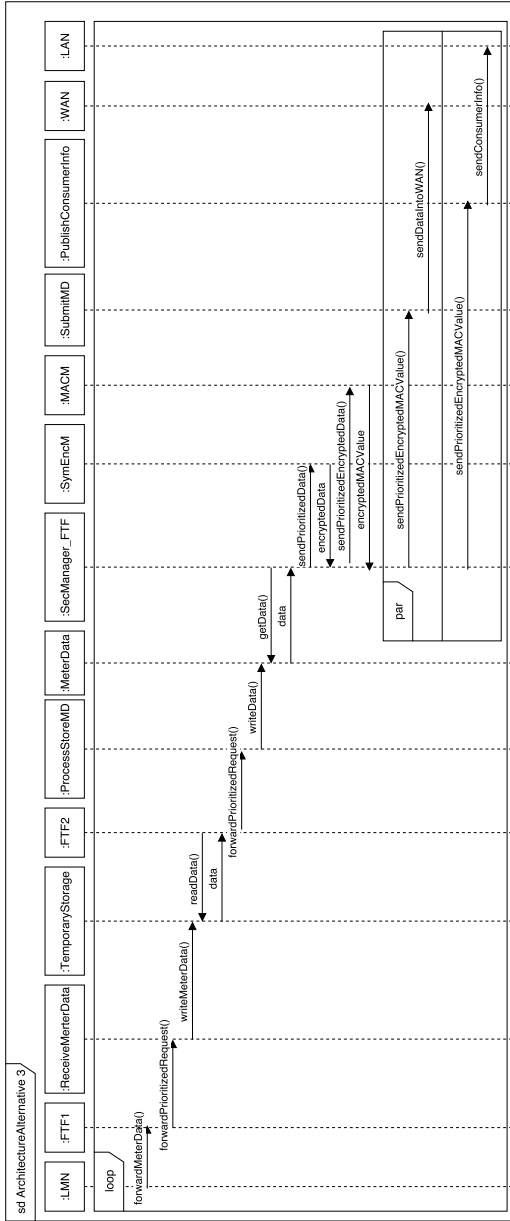 sd ArchitectureAlternative 3
:LMN
:FTF1
:ReceiveMerterData
:TemporaryStorage
:FTF2
:ProcessStoreMD
:MeterData
:SecManager_FTF
:SymEncM
:MACM
:SubmitMD
:PublishConsumerInfo
:WAN
:LAN
loop
forwardMeterData()
forwardPrioritizedRequest()
writeMeterData()
readData()
data
forwardPrioritizedRequest()
writeData()
getData()
data
sendPrioritizedData()
encryptedData
sendPrioritizedEncryptedData()
encryptedMACValue
par
sendPrioritizedEncryptedMACValue()
sendDataIntoWAN()
sendPrioritizedEncryptedMACValue()
sendConsumerInfo()